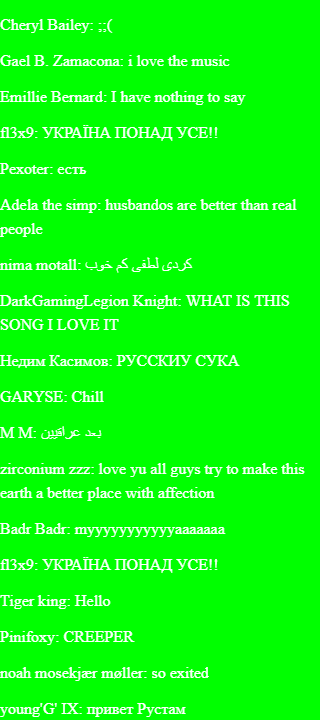 Cheryl Bailey: ;;(
Gael B. Zamacona: i love the music
Emillie Bernard: I have nothing to say
fl3x9: УКРАЇНА ПОНАД УСЕ!!
Pexoter: есть
Adela the simp: husbandos are better than real
people
nima motall: کردی لطفی کم خوب
DarkGamingLegion Knight: WHAT IS THIS
SONG I LOVE IT
Недим Касимов: РУССКИУ СУКА
GARYSE: Chill
M M: بعد عراقيين
zirconium zzz: love yu all guys try to make this
earth a better place with affection
Badr Badr: myyyyyyyyyyyaaaaaaa
fl3x9: УКРАЇНА ПОНАД УСЕ!!
Tiger king: Hello
Pinifoxy: CREEPER
noah mosekjær møller: so exited
young'G' IX: привет Рустам